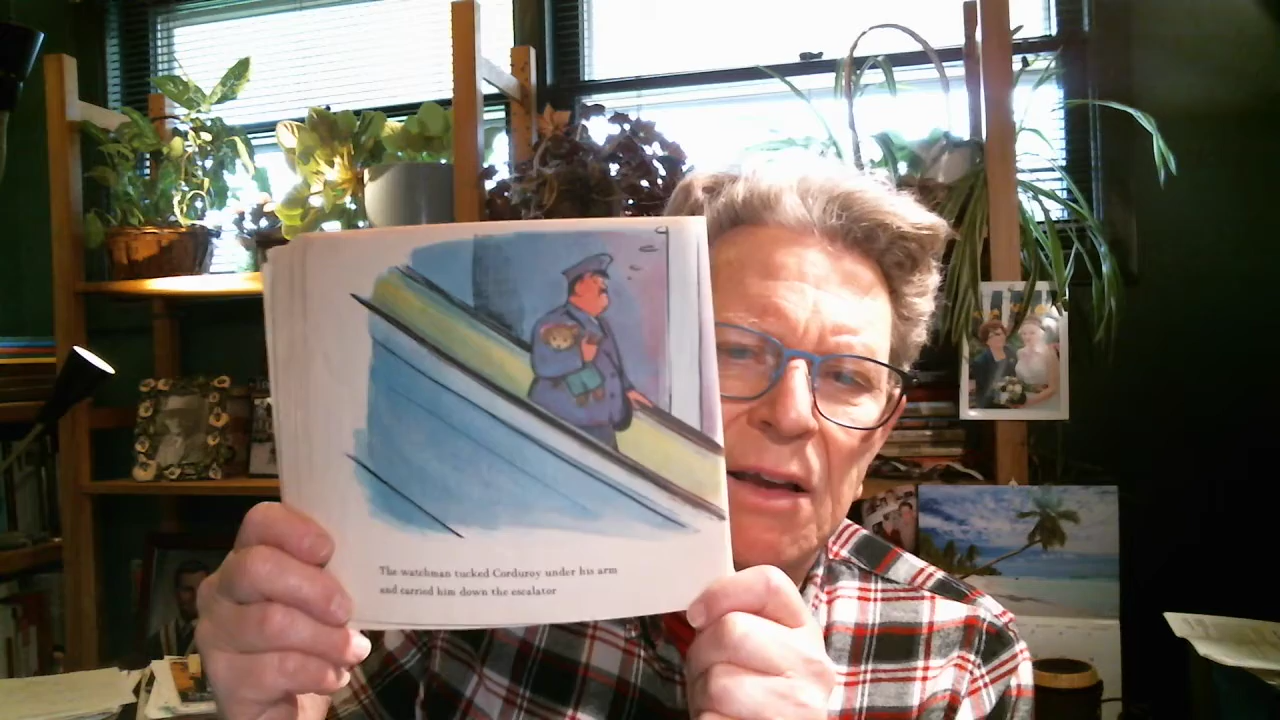 The watchman tucked Corduroy under his arm
and carried him down the escalator